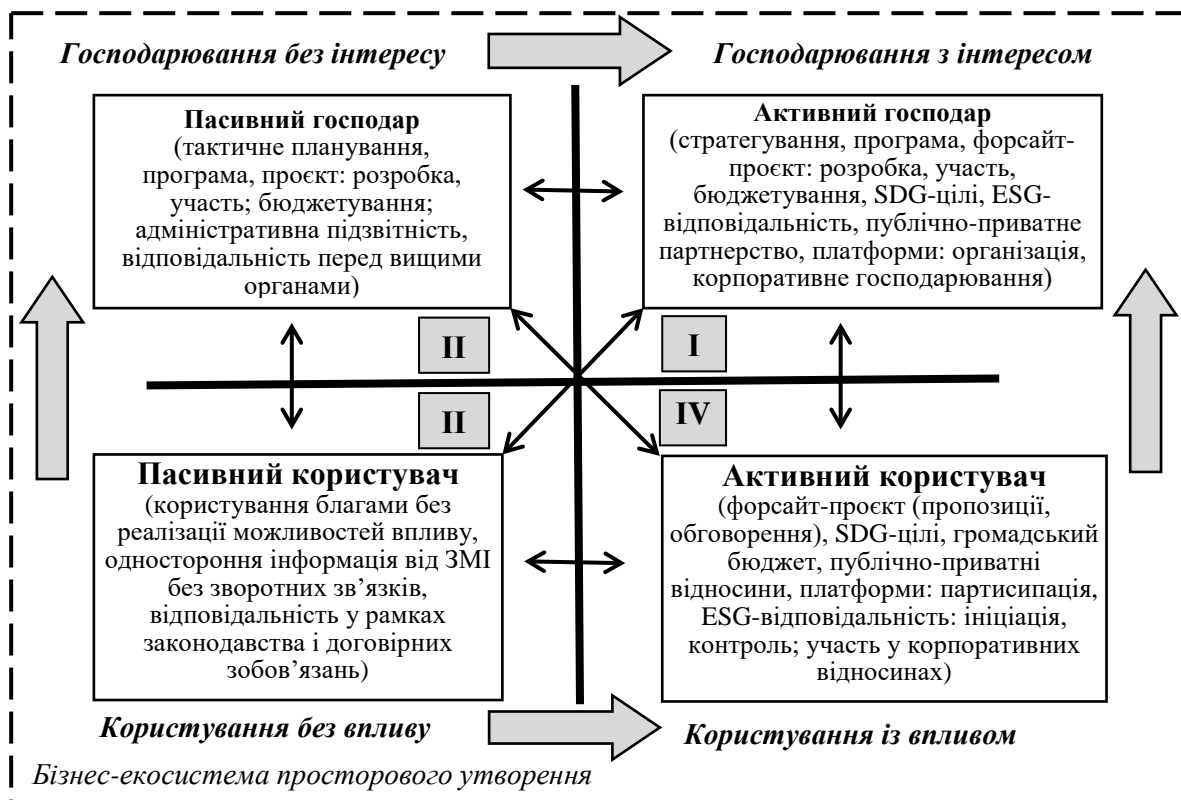 Господарювання без інтересу
Господарювання з інтересом
Пасивний господар
(тактичне планування,
програма, проєкт: розробка,
участь; бюджетування;
адміністративна підзвітність,
відповідальність перед вищими
органами)
Активний господар
(стратегування, програма, форсайт-
проєкт: розробка, участь,
бюджетування, SDG-цілі, ESG-
відповідальність, публічно-приватне
партнерство, платформи: організація,
корпоративне господарювання)
II
I
II
IV
Пасивний користувач
(користування благами без
реалізації можливостей впливу,
одностороння інформація від ЗМІ
без зворотних зв’язків,
відповідальність у рамках
законодавства і договірних
зобов’язань)
Активний користувач
(форсайт-проєкт (пропозиції,
обговорення), SDG-цілі, громадський
бюджет, публічно-приватні
відносини, платформи: партисипація,
ESG-відповідальність: ініціація,
контроль; участь у корпоративних
відносинах)
Користування без впливу
Користування із впливом
Бізнес-екосистема просторового утворення